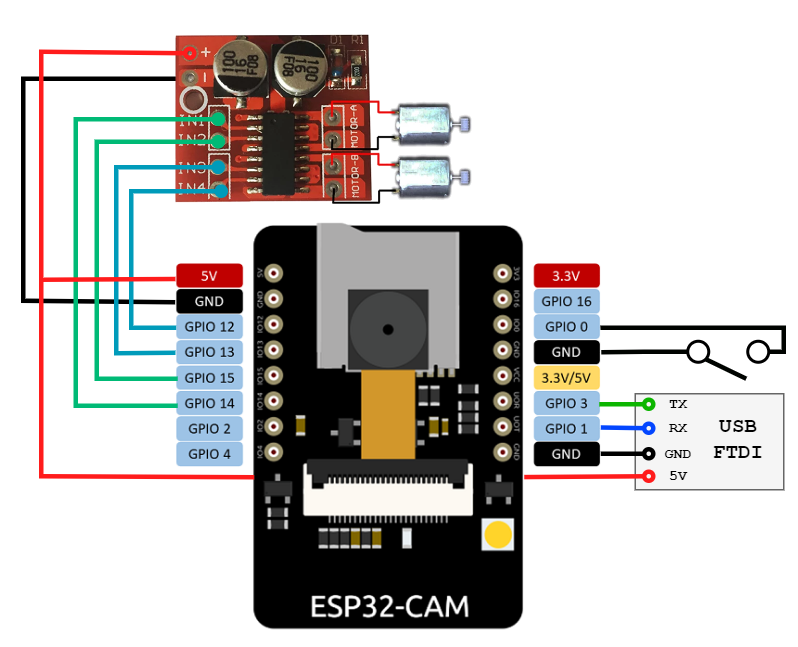 +
D1 R1
100
16
F08
100
16
F08
−
IN1
IN2
IN3
IN4
MOTOR-A
MOTOR-B
5V
GND
GPIO 12
GPIO 13
GPIO 15
GPIO 14
GPIO 2
GPIO 4
5V
GND
IO12
IO13
IO15
IO14
IO2
IO4
3V3
IO16
IO0
GND
VCC
UOR
UOT
GND
3.3V
GPIO 16
GPIO 0
GND
3.3V/5V
GPIO 3
GPIO 1
GND
TX
RX
GND
5V
USB
FTDI
ESP32-CAM